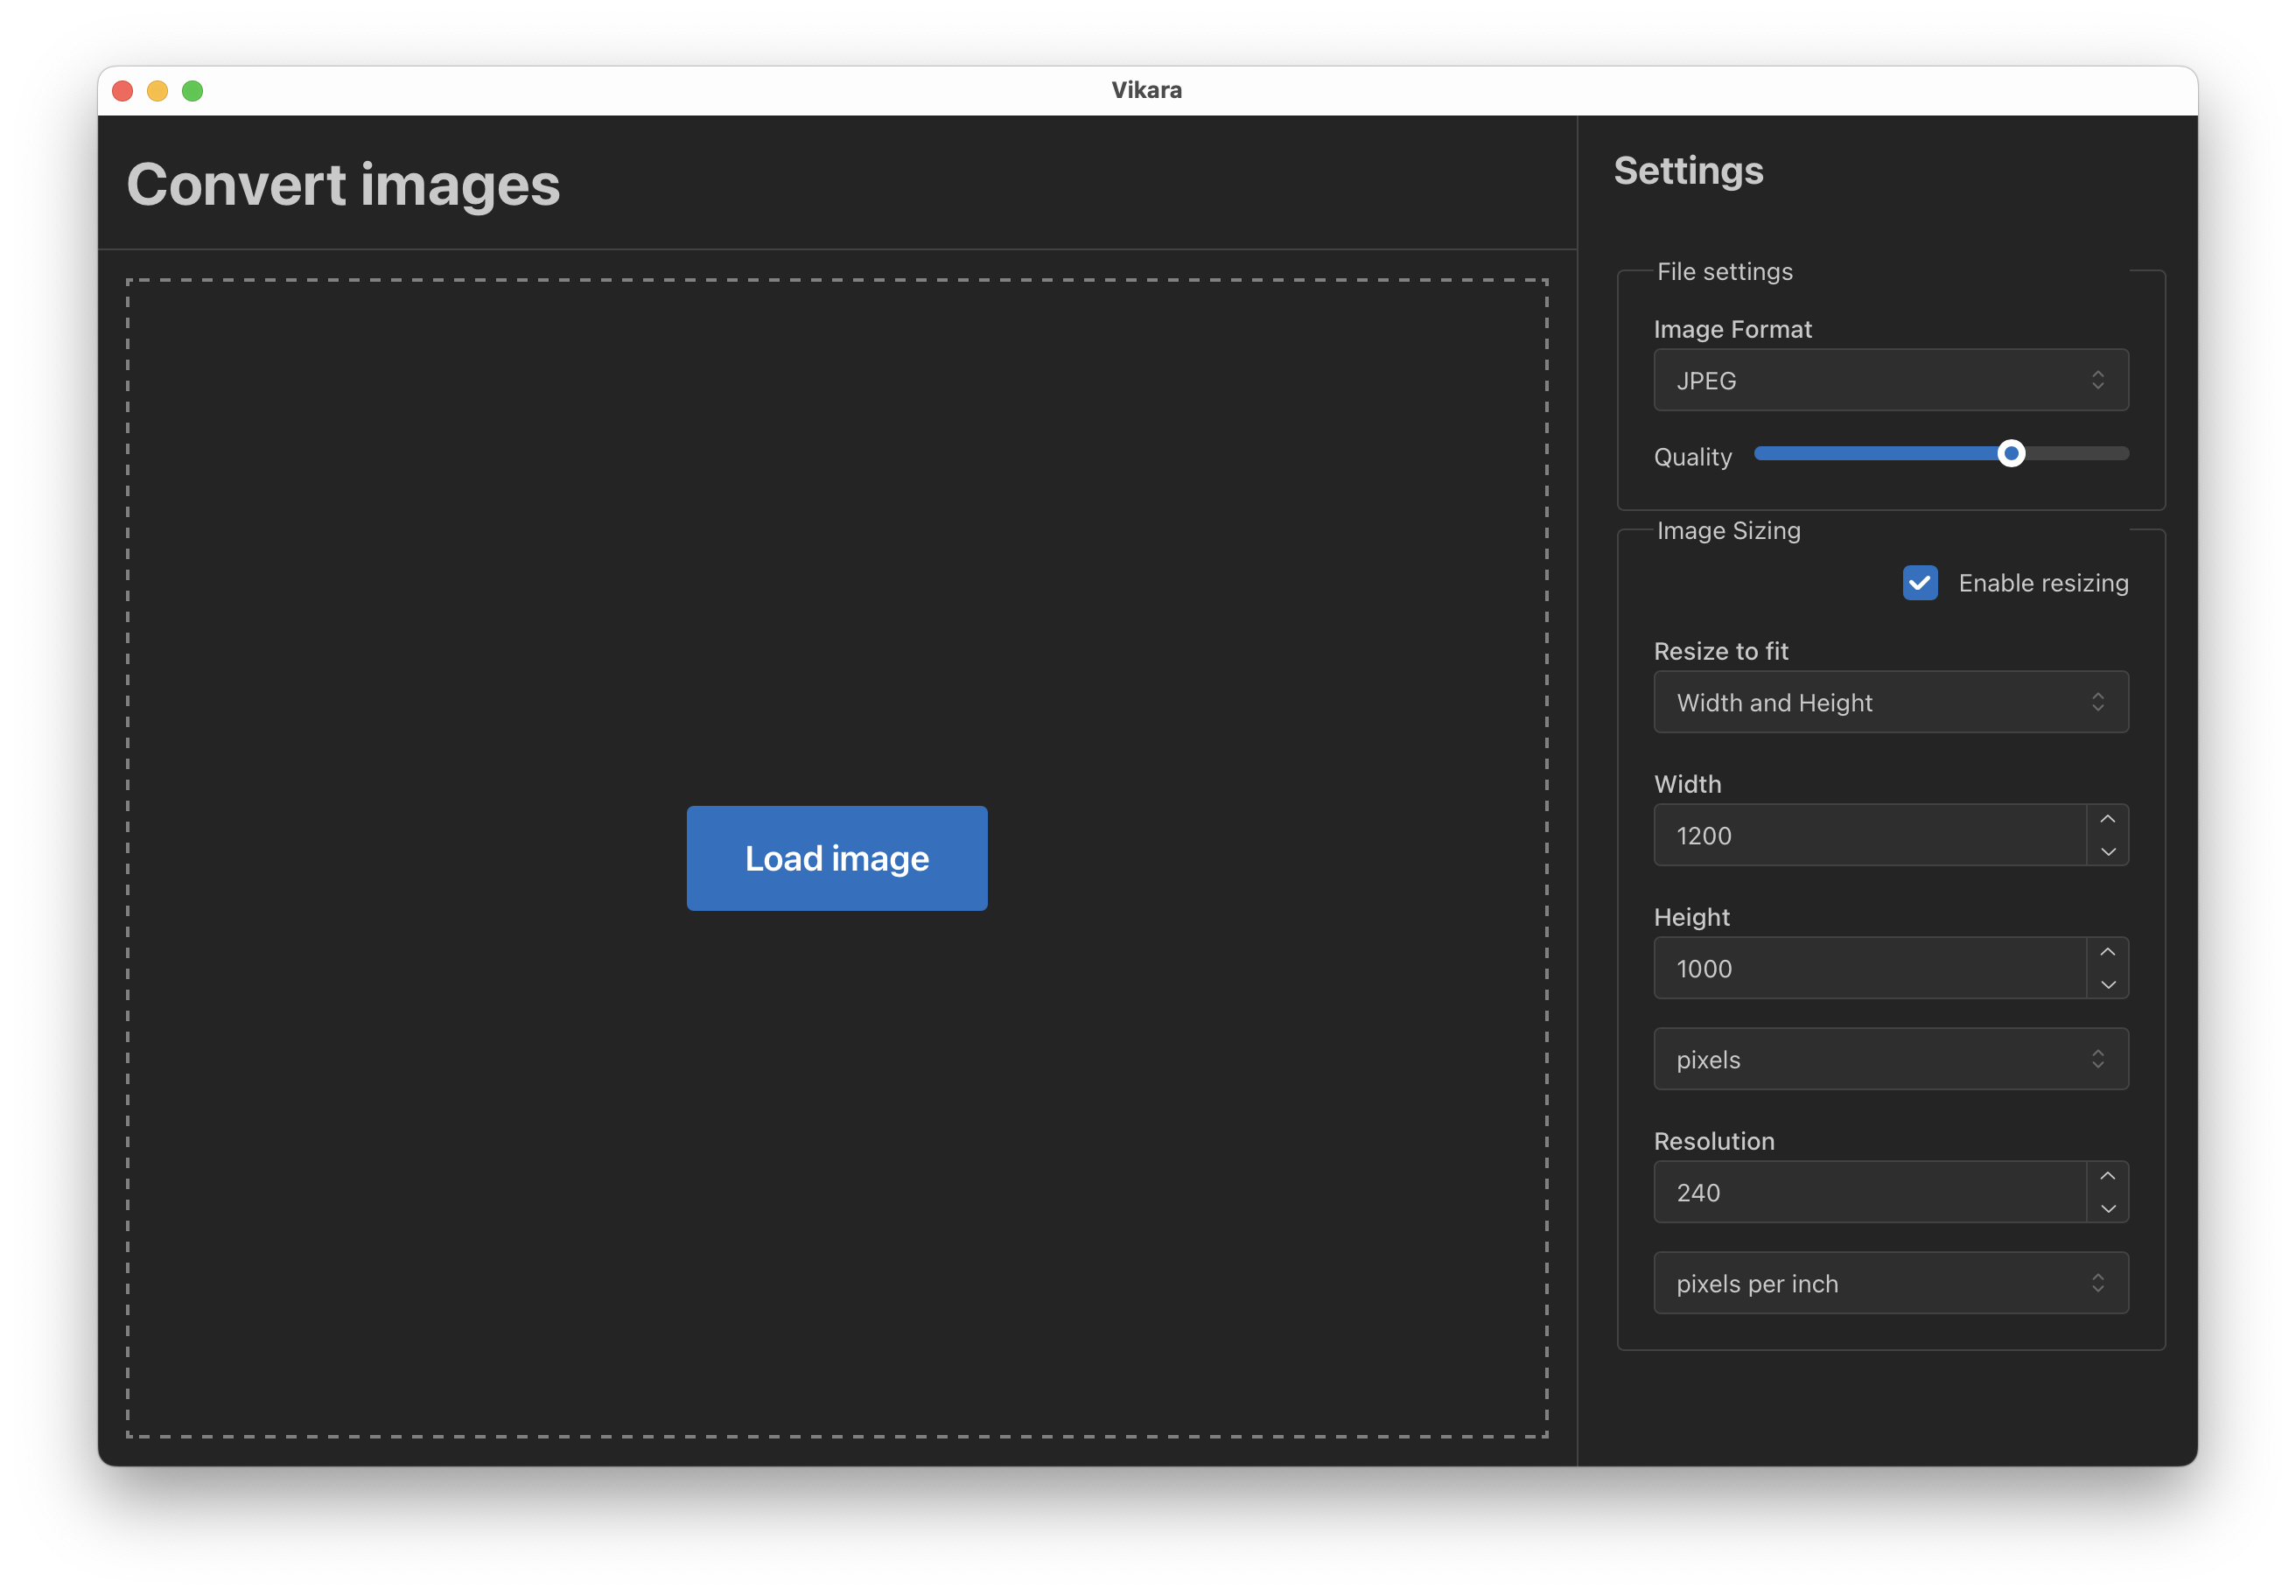 Vikara
Convert images
Load image
Settings
File settings
Image Format
JPEG
Quality
Image Sizing
Enable resizing
Resize to fit
Width and Height
Width
1200
Height
1000
pixels
Resolution
240
pixels per inch